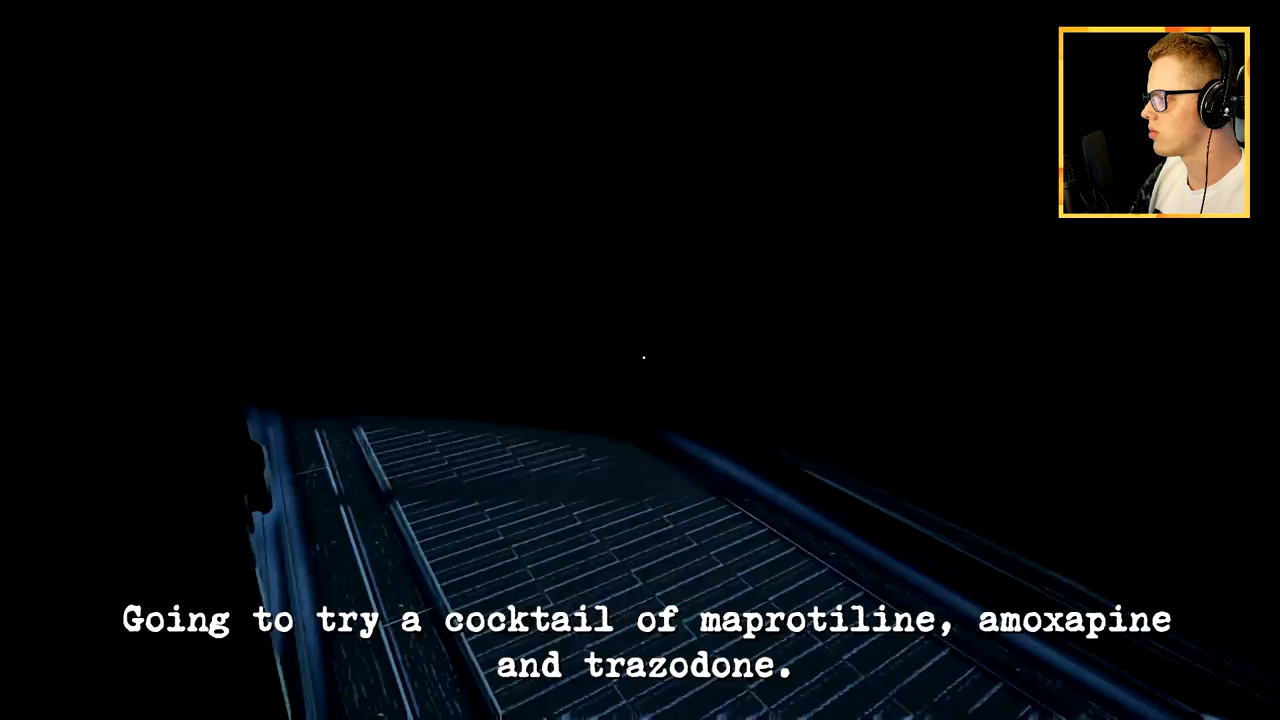 Going to try a cocktail of maprotiline, amoxapine
and trazodone.